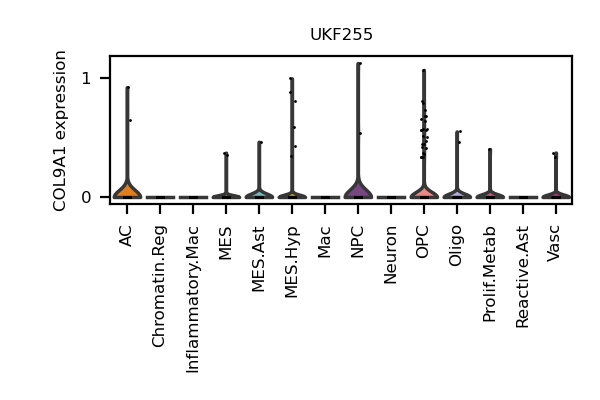 UKF255
COL9A1 expression
1
0
AC
Chromatin.Reg
Inflammatory.Mac
MES
MES.Ast
MES.Hyp
Mac
NPC
Neuron
OPC
Oligo
Prolif.Metab
Reactive.Ast
Vasc